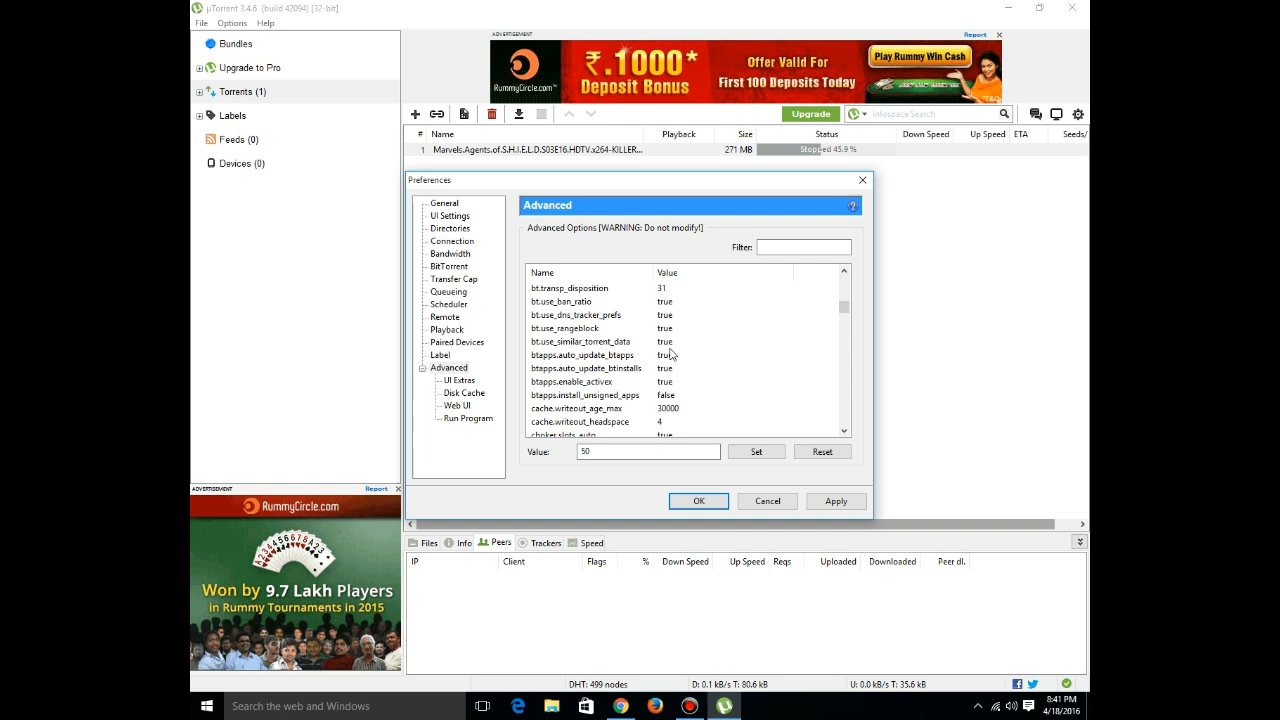 µTorrent 3.4.6 (build 42094) [32-bit]
File Options Help
Bundles
Upgrade to Pro
Torrents (1)
Labels
Feeds (0)
Devices (0)
ADVERTISEMENT
Report
RummyCircle.com™
₹.1000*
Deposit Bonus
Offer Valid For
First 100 Deposits Today
Play Rummy Win Cash
*T&C
Upgrade
Infospace Search
# Name Playback Size Status Down Speed Up Speed ETA Seeds/
1 Marvels.Agents.of.S.H.I.E.L.D.S03E16.HDTV.x264-KILLER... 271 MB Stopped 45.9 %
Preferences
General
UI Settings
Directories
Connection
Bandwidth
BitTorrent
Transfer Cap
Queueing
Scheduler
Remote
Playback
Paired Devices
Label
Advanced
UI Extras
Disk Cache
Web UI
Run Program
Advanced
Advanced Options [WARNING: Do not modify!]
Filter:
Name Value
bt.transp_disposition 31
bt.use_ban_ratio true
bt.use_dns_tracker_prefs true
bt.use_rangeblock true
bt.use_similar_torrent_data true
btapps.auto_update_btapps true
btapps.auto_update_btinstalls true
btapps.enable_activex true
btapps.install_unsigned_apps false
cache.writeout_age_max 30000
cache.writeout_headspace 4
choker.slots_auto true
Value: 50 Set Reset
OK Cancel Apply
ADVERTISEMENT Report
RummyCircle.com
Won by 9.7 Lakh Players
in Rummy Tournaments in 2015
Files Info Peers Trackers Speed
IP Client Flags % Down Speed Up Speed Reqs Uploaded Downloaded Peer dl.
DHT: 499 nodes D: 0.1 kB/s T: 80.6 kB U: 0.0 kB/s T: 35.6 kB
Search the web and Windows
8:41 PM
4/18/2016